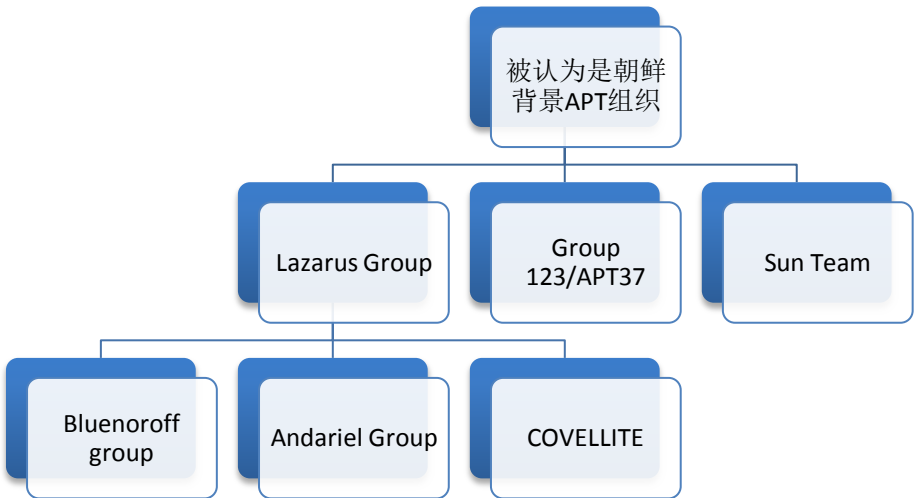 被认为是朝鲜
背景APT组织
Lazarus Group
Group
123/APT37
Sun Team
Bluenoroff
group
Andariel Group
COVELLITE